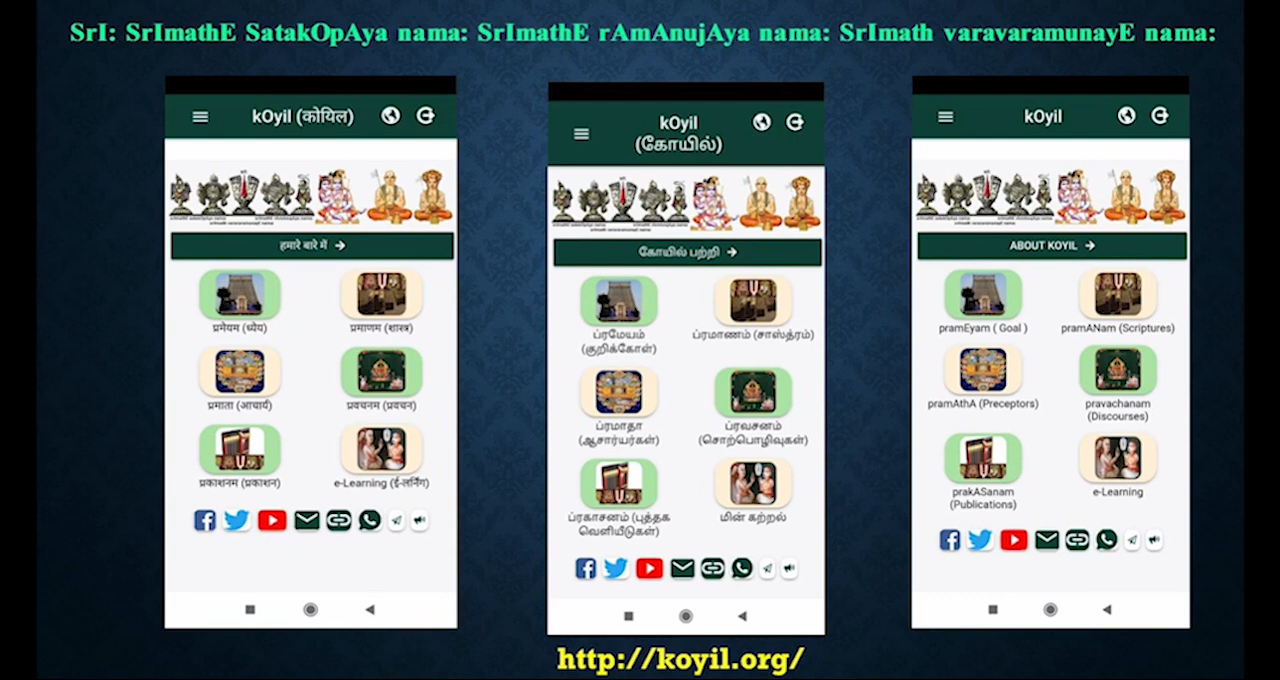 SrI: SrImathE SatakOpAya nama: SrImathE rAmAnujAya nama: SrImath varavaramunayE nama:
kOyil (कोयिल)
हमारे बारे में
प्रमेयम (ध्येय)
प्रमाणम (शास्त्र)
प्रमाता (आचार्य)
प्रवचनम (प्रवचन)
प्रकाशनम (प्रकाशन)
e-Learning (ई-लर्निंग)
kOyil
(கோயில்)
கோயில் பற்றி
ப்ரமேயம்
(குறிக்கோள்)
ப்ரமாணம் (சாஸ்த்ரம்)
ப்ரமாதா
(ஆசார்யர்கள்)
ப்ரவசனம்
(சொற்பொழிவுகள்)
ப்ரகாசனம் (புத்தக
வெளியீடுகள்)
மின் கற்றல்
kOyil
ABOUT KOYIL
pramEyam ( Goal )
pramANam (Scriptures)
pramAthA (Preceptors)
pravachanam
(Discourses)
prakASanam
(Publications)
e-Learning
http://koyil.org/